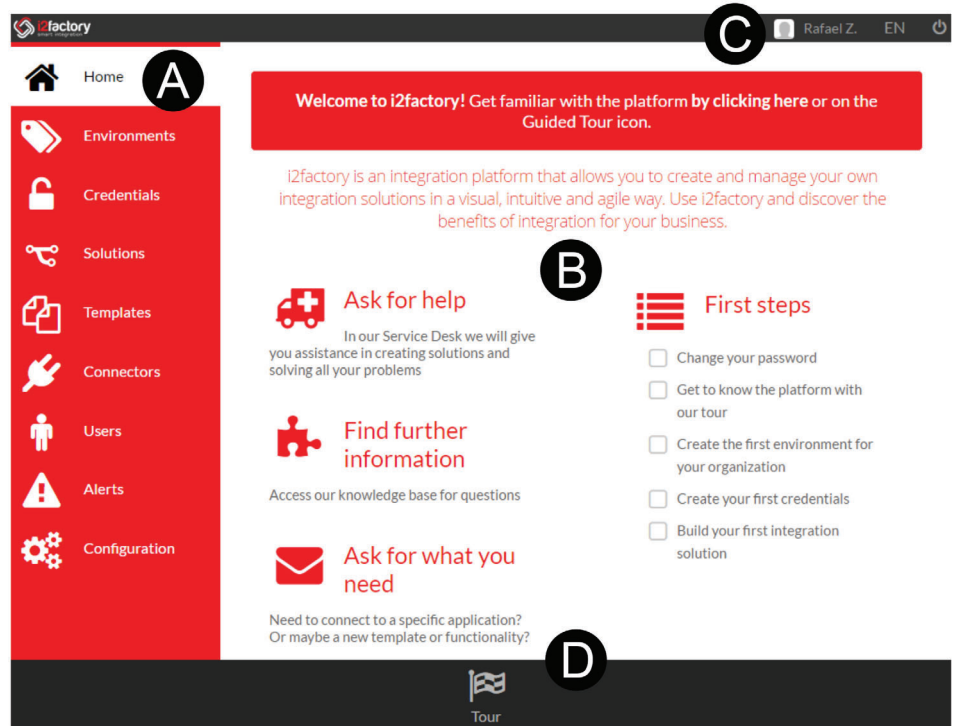 i2factory
smart integration
C
Rafael Z.
EN
Home
A
Environments
Credentials
Solutions
Templates
Connectors
Users
Alerts
Configuration
Welcome to i2factory! Get familiar with the platform by clicking here or on the
Guided Tour icon.
i2factory is an integration platform that allows you to create and manage your own
integration solutions in a visual, intuitive and agile way. Use i2factory and discover the
benefits of integration for your business.
B
Ask for help
In our Service Desk we will give
you assistance in creating solutions and
solving all your problems
Find further
information
Access our knowledge base for questions
Ask for what you
need
Need to connect to a specific application?
Or maybe a new template or functionality?
First steps
Change your password
Get to know the platform with
our tour
Create the first environment for
your organization
Create your first credentials
Build your first integration
solution
D
Tour